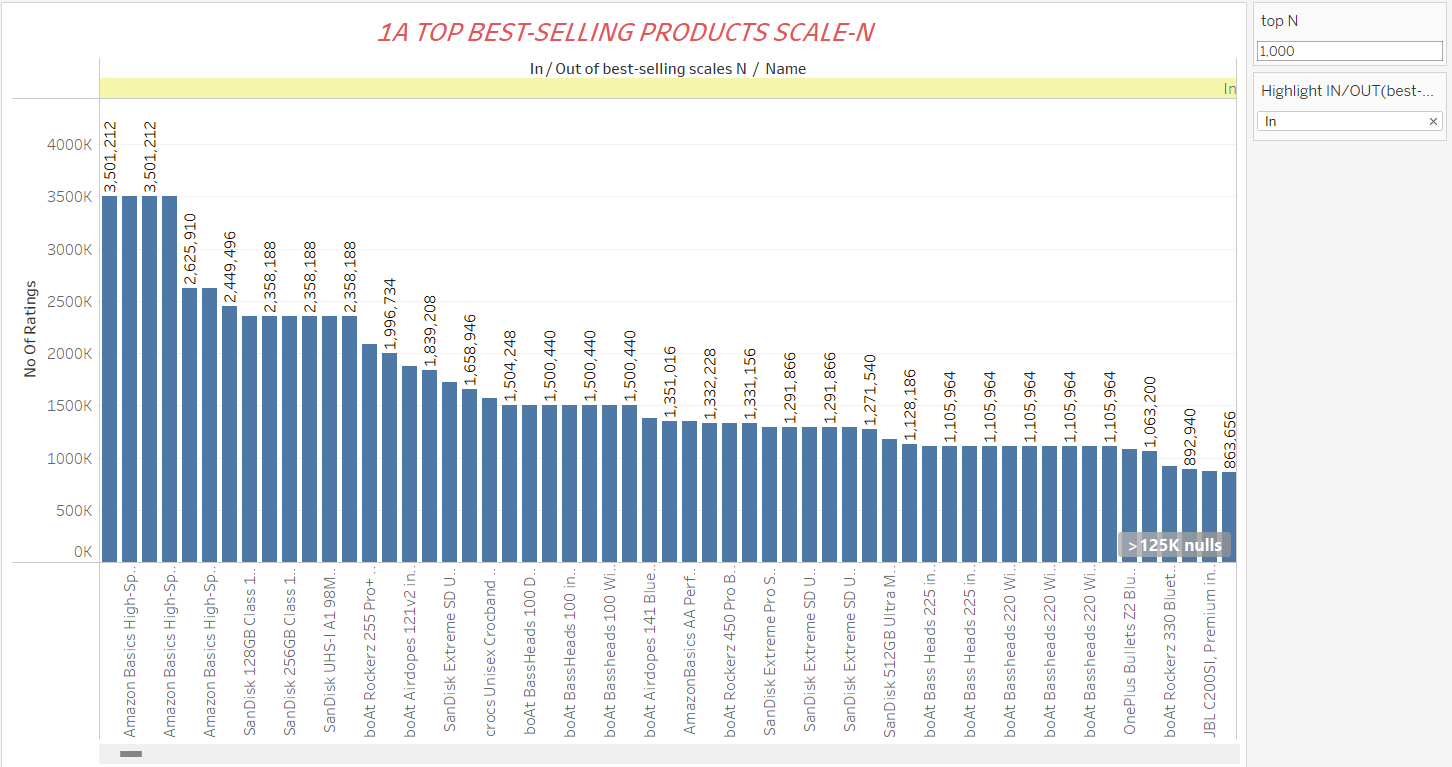 1A TOP BEST-SELLING PRODUCTS SCALE-N
In / Out of best-selling scales N / Name
In
No Of Ratings
4000K
3500K
3000K
2500K
2000K
1500K
1000K
500K
0K
3,501,212
3,501,212
2,625,910
2,449,496
2,358,188
2,358,188
2,358,188
1,996,734
1,839,208
1,658,946
1,504,248
1,500,440
1,500,440
1,500,440
1,351,016
1,332,228
1,331,156
1,291,866
1,291,866
1,271,540
1,128,186
1,105,964
1,105,964
1,105,964
1,105,964
1,105,964
1,063,200
892,940
863,656
>125K nulls
Amazon Basics High-Sp..
Amazon Basics High-Sp..
Amazon Basics High-Sp..
SanDisk 128GB Class 1..
SanDisk 256GB Class 1..
SanDisk UHS-I A1 98M..
boAt Rockerz 255 Pro+ ..
boAt Airdopes 121v2 in..
SanDisk Extreme SD U..
crocs Unisex Crocband ..
boAt BassHeads 100 D..
boAt BassHeads 100 in..
boAt Bassheads 100 Wi..
boAt Airdopes 141 Blue..
AmazonBasics AA Perf..
boAt Rockerz 450 Pro B..
SanDisk Extreme Pro S..
SanDisk Extreme SD U..
SanDisk Extreme SD U..
SanDisk 512GB Ultra M..
boAt Bass Heads 225 in..
boAt Bass Heads 225 in..
boAt Bassheads 220 Wi..
boAt Bassheads 220 Wi..
boAt Bassheads 220 Wi..
OnePlus Bullets Z2 Blu..
boAt Rockerz 330 Bluet..
JBL C200SI, Premium in..
top N
1,000
Highlight IN/OUT(best-...
In ×